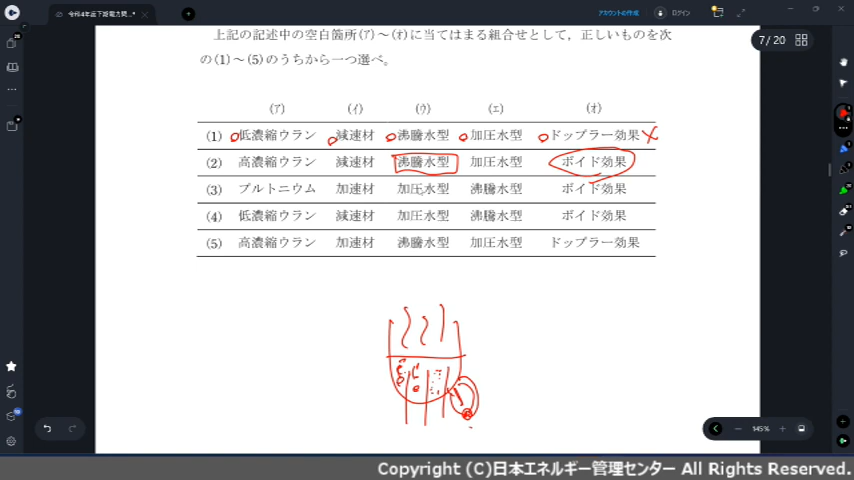 令和4年度下期電力問...*
アカウントの作成
ログイン
上記の記述中の空白箇所(ア)～(オ)に当てはまる組合せとして，正しいものを次
の(1)～(5)のうちから一つ選べ。
7 / 20
(ア) (イ) (ウ) (エ) (オ)
(1) 低濃縮ウラン 減速材 沸騰水型 加圧水型 ドップラー効果
(2) 高濃縮ウラン 減速材 沸騰水型 加圧水型 ボイド効果
(3) プルトニウム 加速材 加圧水型 沸騰水型 ボイド効果
(4) 低濃縮ウラン 減速材 加圧水型 沸騰水型 ボイド効果
(5) 高濃縮ウラン 加速材 沸騰水型 加圧水型 ドップラー効果
145%
Copyright (C)日本エネルギー管理センター All Rights Reserved.